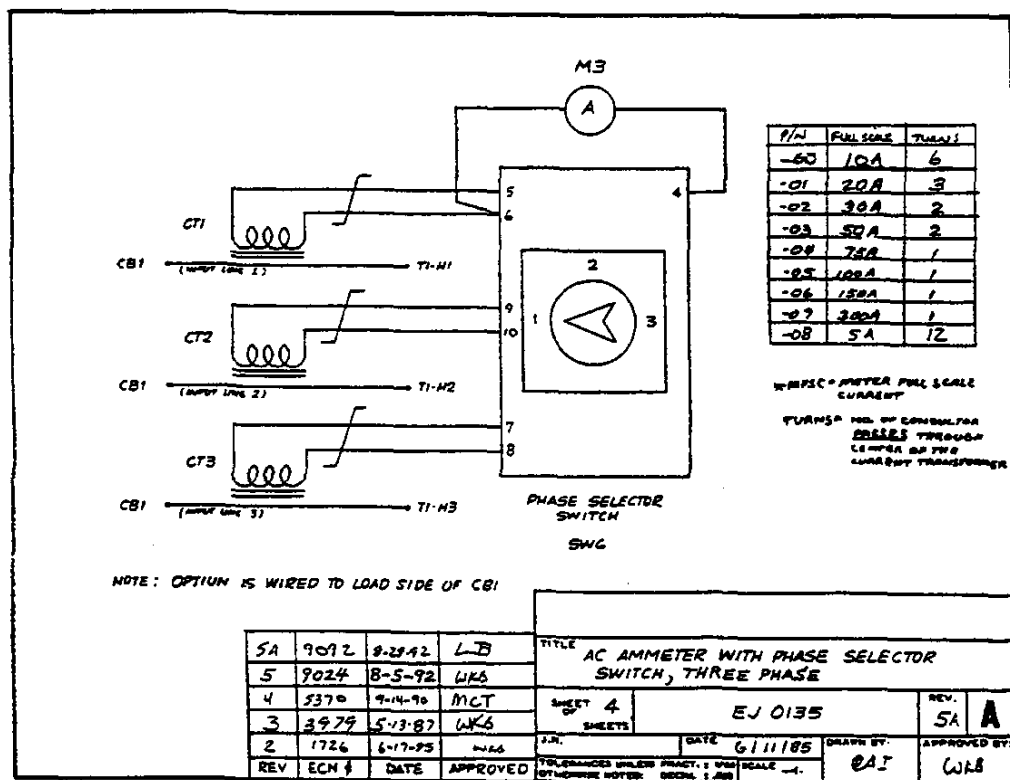 M3
A
P/N FULL SCALE TURNS
-00 10A 6
-01 20A 3
-02 30A 2
-03 50A 2
-04 75A 1
-05 100A 1
-06 150A 1
-07 200A 1
-08 5A 12
5
6
4
CT1
CB1 (INPUT LINE 1) T1-H1
9
10
CT2
CB1 (INPUT LINE 2) T1-H2
7
8
CT3
CB1 (INPUT LINE 3) T1-H3
2
1 3
PHASE SELECTOR
SWITCH
SW6
*MFSC = METER FULL SCALE
CURRENT
TURNS = NO. OF CONDUCTOR
PASSES THROUGH
CENTER OF THE
CURRENT TRANSFORMER
NOTE: OPTION IS WIRED TO LOAD SIDE OF CB1
5A 9092 LB
5 9024 8-5-92 WKB
4 5370 9-14-90 MCT
3 3979 5-13-87 WKB
2 1726 6-17-85 WKB
REV ECN # DATE APPROVED
TITLE
AC AMMETER WITH PHASE SELECTOR
SWITCH, THREE PHASE
SHEET 4
OF SHEETS
EJ 0135
REV.
5A A
DATE 6/11/85
DRAWN BY:
APPROVED BY:
WKB
TOLERANCES UNLESS
OTHERWISE NOTED:
SCALE